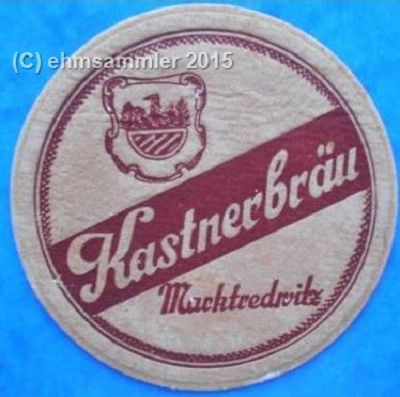 (C) ehmsammler 2015
Kastnerbräu
Marktredwitz